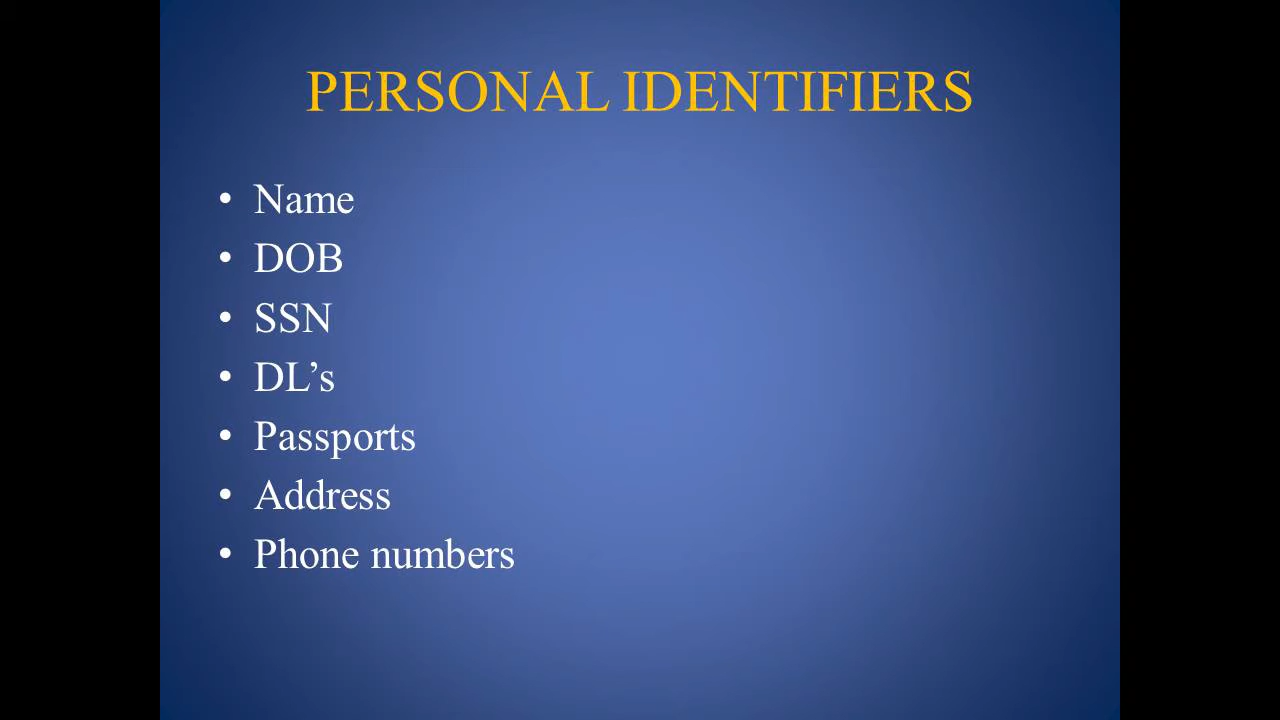 PERSONAL IDENTIFIERS
• Name
• DOB
• SSN
• DL’s
• Passports
• Address
• Phone numbers